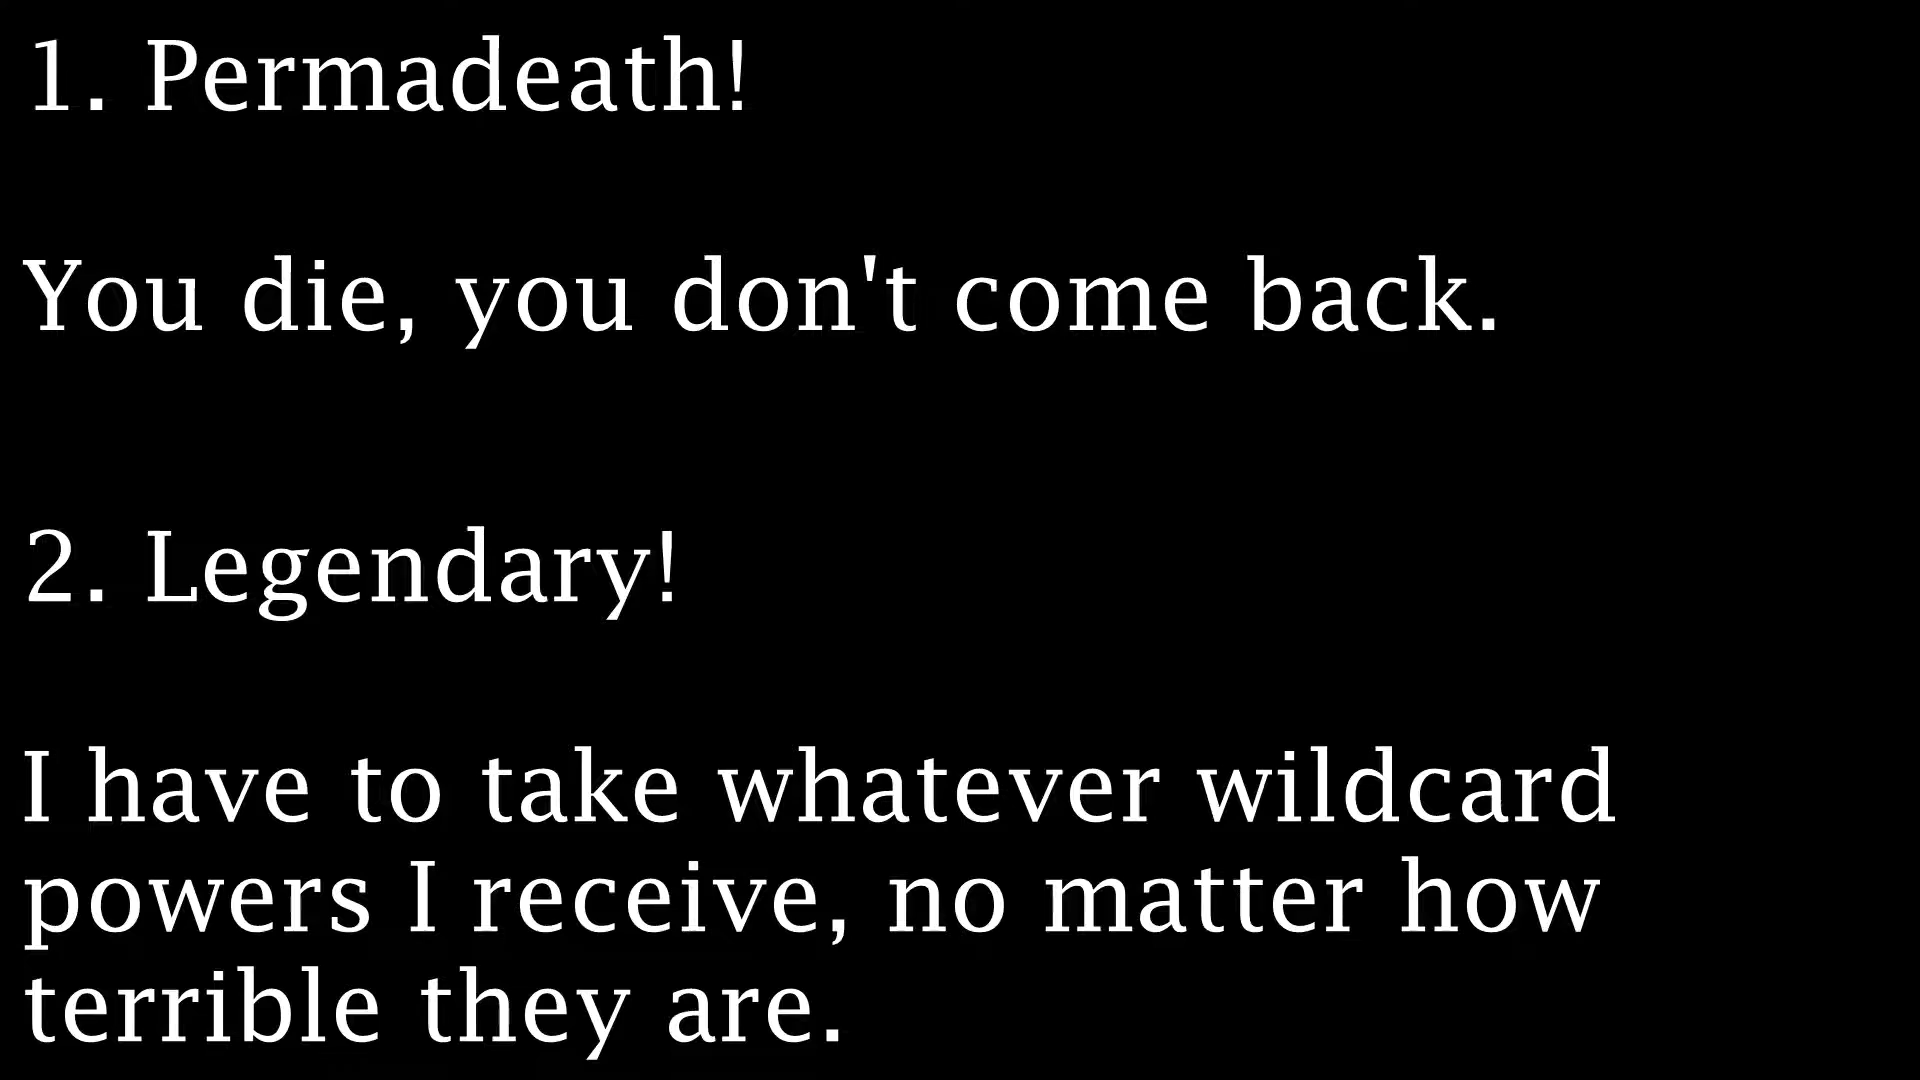 1. Permadeath!
You die, you don't come back.
2. Legendary!
I have to take whatever wildcard
powers I receive, no matter how
terrible they are.